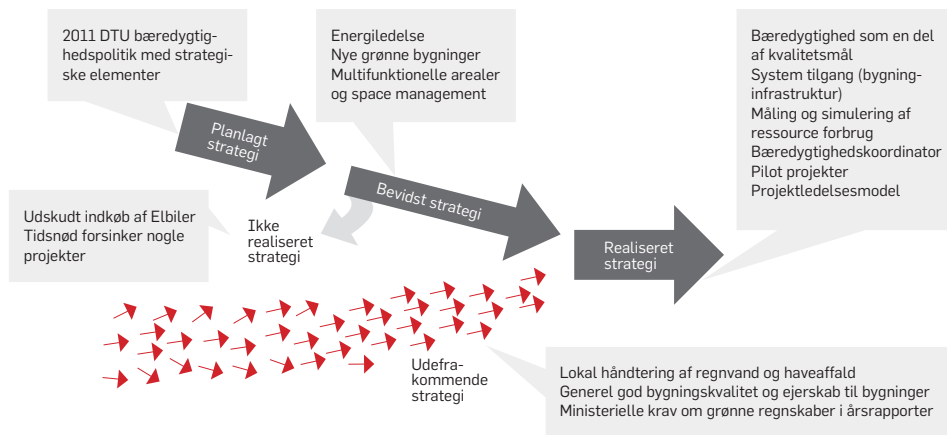 2011 DTU bæredygtig-
hedspolitik med strategi-
ske elementer
Energiledelse
Nye grønne bygninger
Multifunktionelle arealer
og space management
Bæredygtighed som en del
af kvalitetsmål
System tilgang (bygning-
infrastruktur)
Måling og simulering af
ressource forbrug
Bæredygtighedskoordinator
Pilot projekter
Projektledelsesmodel
Planlagt
strategi
Bevidst strategi
Udskudt indkøb af Elbiler
Tidsnød forsinker nogle
projekter
Ikke
realiseret
strategi
Realiseret
strategi
Udefra-
kommende
strategi
Lokal håndtering af regnvand og haveaffald
Generel god bygningskvalitet og ejerskab til bygninger
Ministerielle krav om grønne regnskaber i årsrapporter